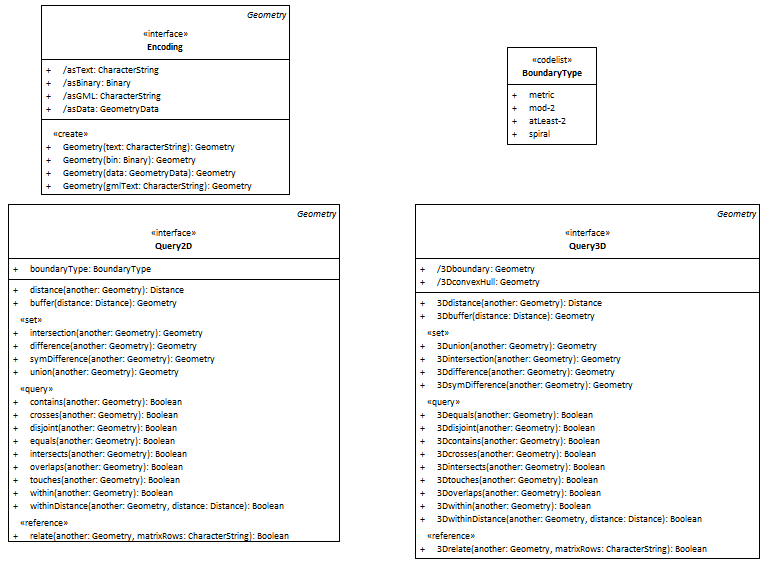 Geometry
«interface»
Encoding
+ /asText: CharacterString
+ /asBinary: Binary
+ /asGML: CharacterString
+ /asData: GeometryData
«create»
+ Geometry(text: CharacterString): Geometry
+ Geometry(bin: Binary): Geometry
+ Geometry(data: GeometryData): Geometry
+ Geometry(gmlText: CharacterString): Geometry
«codelist»
BoundaryType
+ metric
+ mod-2
+ atLeast-2
+ spiral
Geometry
«interface»
Query2D
+ boundaryType: BoundaryType
+ distance(another: Geometry): Distance
+ buffer(distance: Distance): Geometry
«set»
+ intersection(another: Geometry): Geometry
+ difference(another: Geometry): Geometry
+ symDifference(another: Geometry): Geometry
+ union(another: Geometry): Geometry
«query»
+ contains(another: Geometry): Boolean
+ crosses(another: Geometry): Boolean
+ disjoint(another: Geometry): Boolean
+ equals(another: Geometry): Boolean
+ intersects(another: Geometry): Boolean
+ overlaps(another: Geometry): Boolean
+ touches(another: Geometry): Boolean
+ within(another: Geometry): Boolean
+ withinDistance(another: Geometry, distance: Distance): Boolean
«reference»
+ relate(another: Geometry, matrixRows: CharacterString): Boolean
Geometry
«interface»
Query3D
+ /3Dboundary: Geometry
+ /3DconvexHull: Geometry
+ 3Ddistance(another: Geometry): Distance
+ 3Dbuffer(distance: Distance): Geometry
«set»
+ 3Dunion(another: Geometry): Geometry
+ 3Dintersection(another: Geometry): Geometry
+ 3Ddifference(another: Geometry): Geometry
+ 3DsymDifference(another: Geometry): Geometry
«query»
+ 3Dequals(another: Geometry): Boolean
+ 3Ddisjoint(another: Geometry): Boolean
+ 3Dcontains(another: Geometry): Boolean
+ 3Dcrosses(another: Geometry): Boolean
+ 3Dintersects(another: Geometry): Boolean
+ 3Dtouches(another: Geometry): Boolean
+ 3Doverlaps(another: Geometry): Boolean
+ 3Dwithin(another: Geometry): Boolean
+ 3DwithinDistance(another: Geometry, distance: Distance): Boolean
«reference»
+ 3Drelate(another: Geometry, matrixRows: CharacterString): Boolean